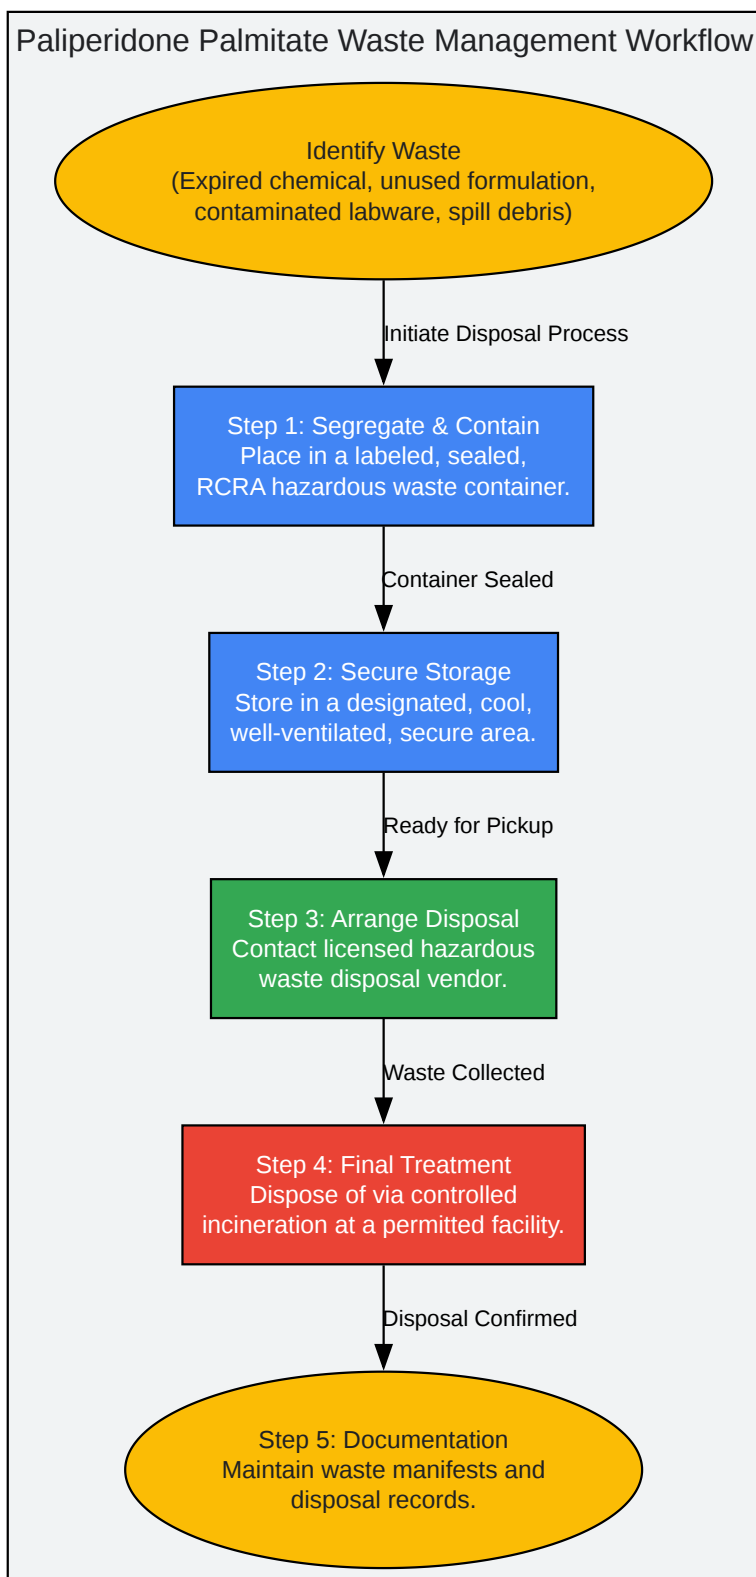 Paliperidone Palmitate Waste Management Workflow
Identify Waste
(Expired chemical, unused formulation,
contaminated labware, spill debris)
Initiate Disposal Process
Step 1: Segregate & Contain
Place in a labeled, sealed,
RCRA hazardous waste container.
Container Sealed
Step 2: Secure Storage
Store in a designated, cool,
well-ventilated, secure area.
Ready for Pickup
Step 3: Arrange Disposal
Contact licensed hazardous
waste disposal vendor.
Waste Collected
Step 4: Final Treatment
Dispose of via controlled
incineration at a permitted facility.
Disposal Confirmed
Step 5: Documentation
Maintain waste manifests and
disposal records.